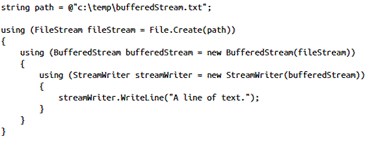 string path = @"c:\temp\bufferedStream.txt";
using (FileStream fileStream = File.Create(path))
{
using (BufferedStream bufferedStream = new BufferedStream(fileStream))
{
using (StreamWriter streamWriter = new StreamWriter(bufferedStream))
{
streamWriter.WriteLine("A line of text.");
}
}
}